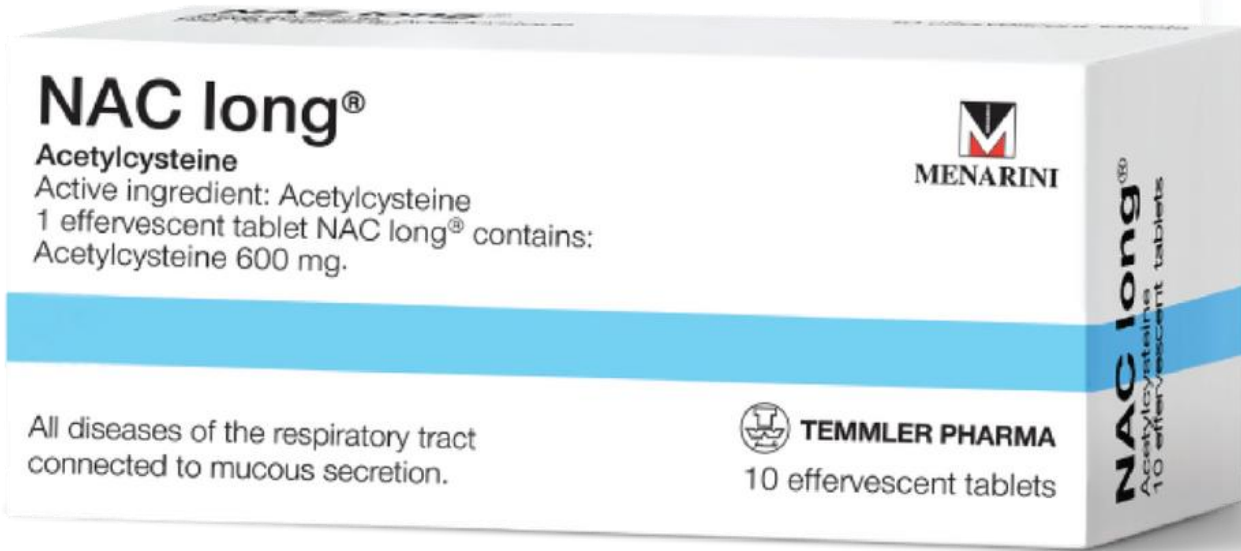 NAC long®
Acetylcysteine
Active ingredient: Acetylcysteine
1 effervescent tablet NAC long® contains:
Acetylcysteine 600 mg.
MENARINI
All diseases of the respiratory tract
connected to mucous secretion.
TEMMLER PHARMA
10 effervescent tablets
NAC long®
Acetylcysteine
10 effervescent tablets